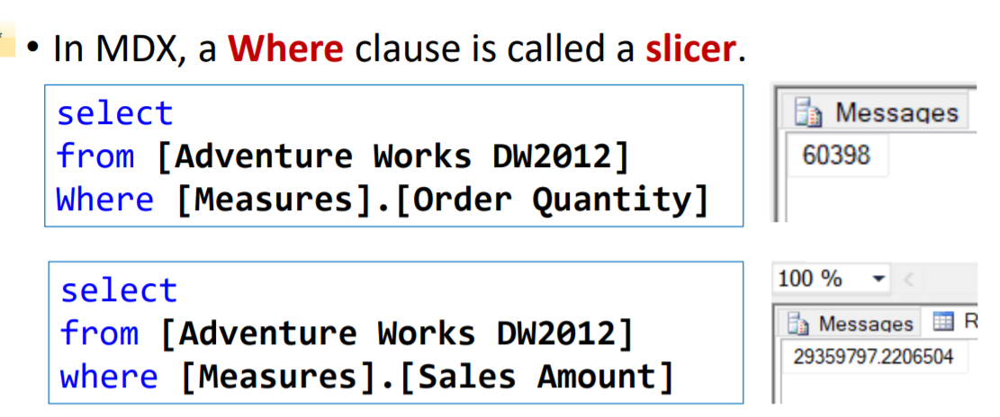 • In MDX, a Where clause is called a slicer.
select
from [Adventure Works DW2012]
Where [Measures].[Order Quantity]
Messages
60398
select
from [Adventure Works DW2012]
where [Measures].[Sales Amount]
100 %
Messages R
29359797.2206504